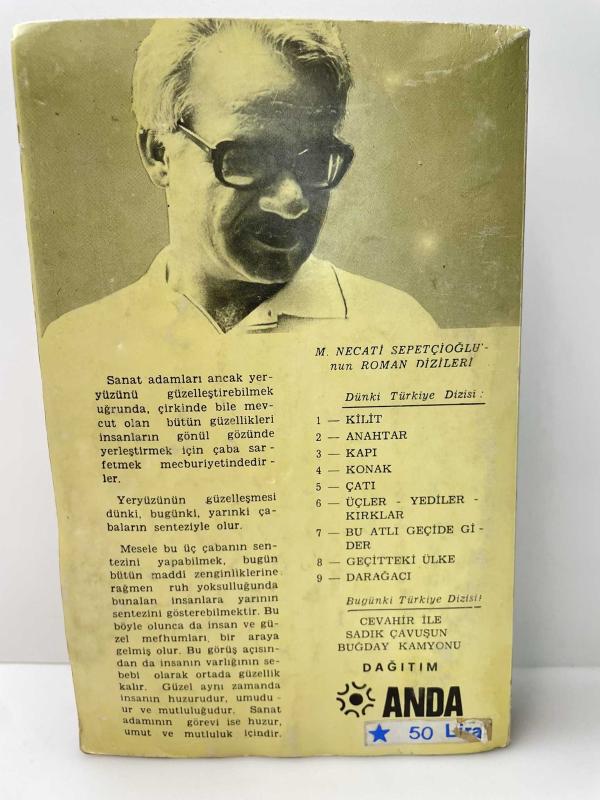 Sanat adamları ancak yer-
yüzünü güzelleştirebilmek
uğrunda, çirkinde bile mev-
cut olan bütün güzellikleri
insanların gönül gözünde
yerleştirmek için çaba sar-
fetmek mecburiyetindedir-
ler.
Yeryüzünün güzelleşmesi
dünki, bugünki, yarınki ça-
baların senteziyle olur.
Mesele bu üç çabanın sen-
tezini yapabilmek, bugün
bütün maddi zenginliklerine
rağmen ruh yoksulluğunda
bunalan insanlara yarının
sentezini gösterebilmektir. Bu
böyle olunca da insan ve gü-
zel mefhumları, bir araya
gelmiş olur. Bu görüş açısın-
dan da insanın varlığının se-
bebi olarak ortada güzellik
kalır. Güzel aynı zamanda
insanın huzurudur, umudu-
ur ve mutluluğudur. Sanat
adamının görevi ise huzur,
umut ve mutluluk içindir.
M. NECATİ SEPETÇİOĞLU'-
nun ROMAN DİZİLERİ
Dünki Türkiye Dizisi:
1 — KİLİT
2 — ANAHTAR
3 — KAPI
4 — KONAK
5 — ÇATI
6 — ÜÇLER - YEDİLER -
KIRKLAR
7 — BU ATLI GEÇİDE Gİ-
DER
8 — GEÇİTTEKİ ÜLKE
9 — DARAĞACI
Bugünki Türkiye Dizisi:
CEVAHİR İLE
SADIK ÇAVUŞUN
BUĞDAY KAMYONU
DAĞITIM
ANDA
50 Lira